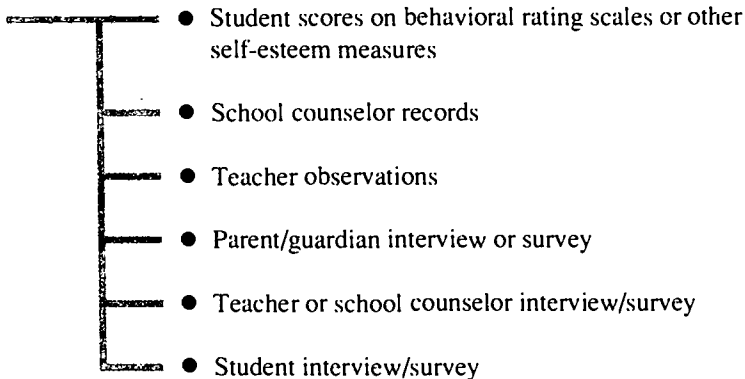 ● Student scores on behavioral rating scales or other
self-esteem measures
● School counselor records
● Teacher observations
● Parent/guardian interview or survey
● Teacher or school counselor interview/survey
● Student interview/survey